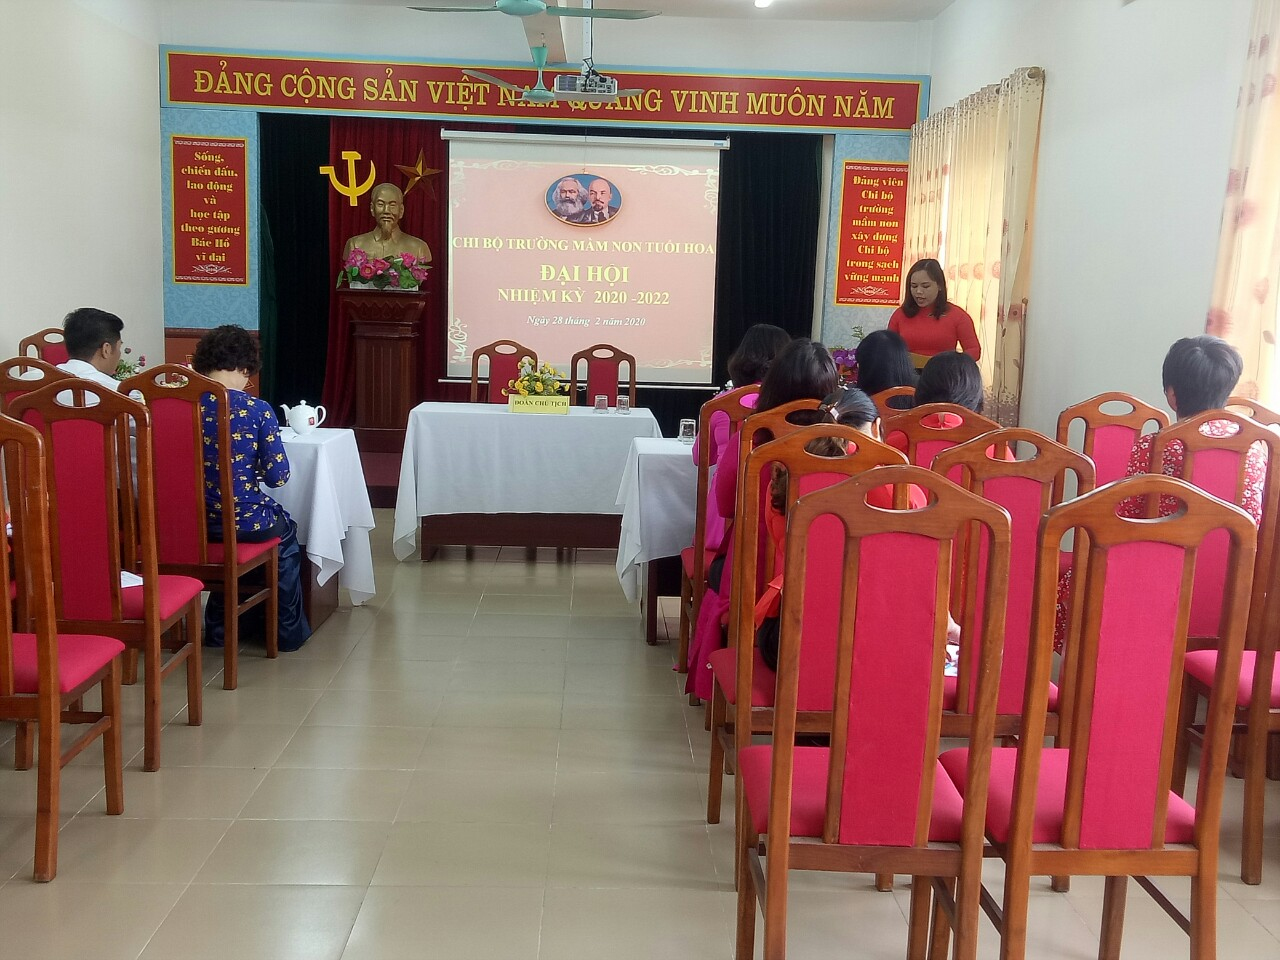 ĐẢNG CỘNG SẢN VIỆT NAM QUANG VINH MUÔN NĂM
Sống,
chiến đấu,
lao động
và
học tập
theo gương
Bác Hồ
vĩ đại
CHI BỘ TRƯỜNG MẦM NON TUỔI HOA
ĐẠI HỘI
NHIỆM KỲ 2020 -2022
Ngày 28 tháng 2 năm 2020
Đảng viên
Chi bộ
trường
mầm non
xây dựng
Chi bộ
trong sạch
vững mạnh
ĐOÀN CHỦ TỊCH